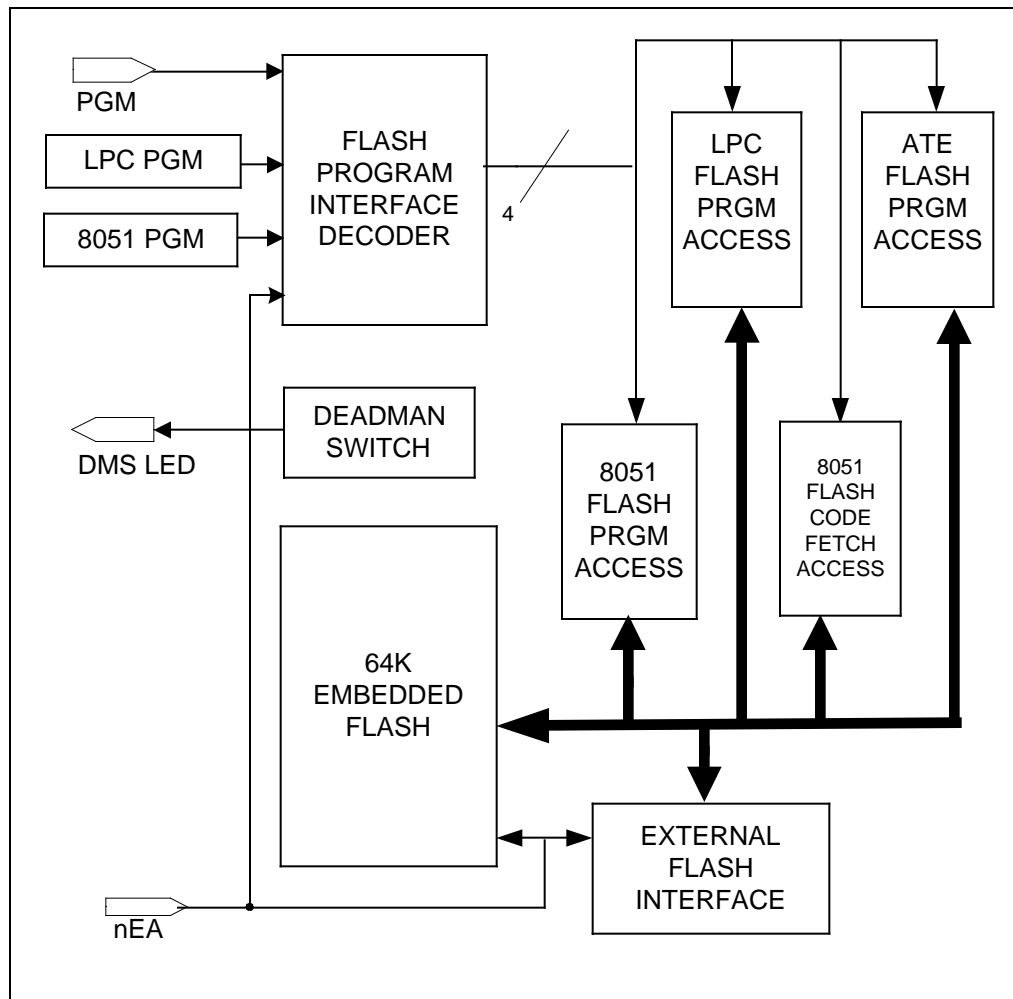 PGM
LPC PGM
8051 PGM
FLASH
PROGRAM
INTERFACE
DECODER
4
LPC
FLASH
PRGM
ACCESS
ATE
FLASH
PRGM
ACCESS
DMS LED
DEADMAN
SWITCH
8051
FLASH
PRGM
ACCESS
8051
FLASH
CODE
FETCH
ACCESS
64K
EMBEDDED
FLASH
EXTERNAL
FLASH
INTERFACE
nEA